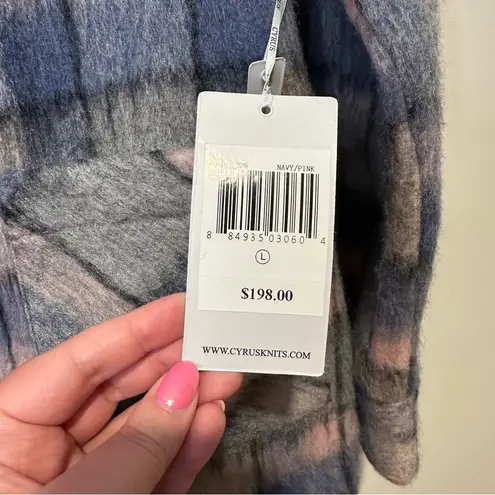 CYRUS
NAVY/PINK
8 84935 03060 4
L
$198.00
WWW.CYRUSKNITS.COM